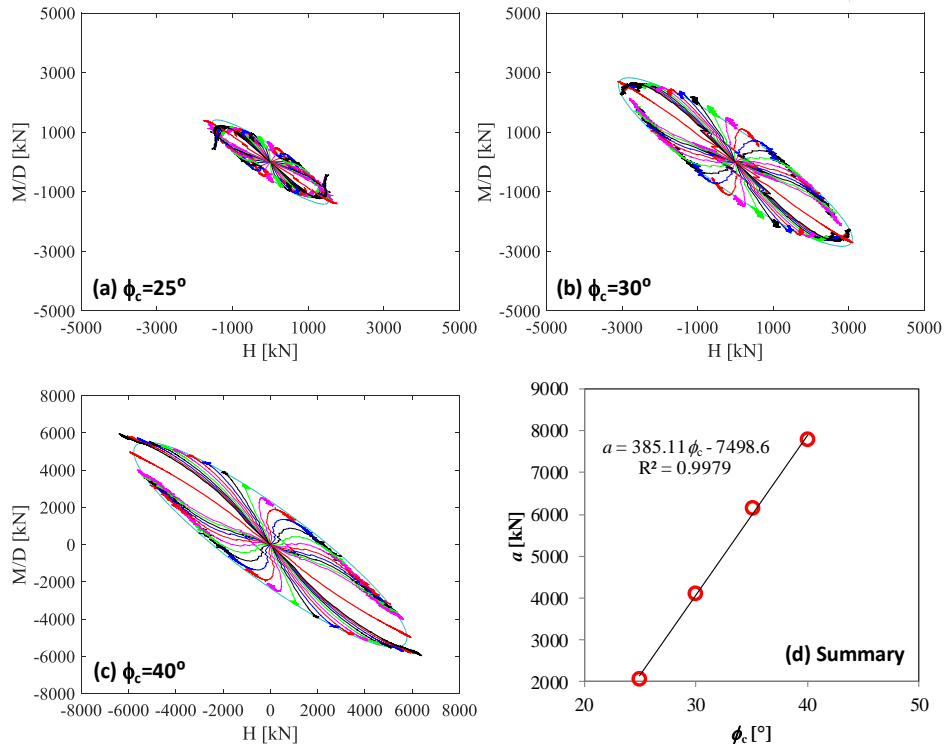 5000
3000
1000
-1000
-3000
-5000
M/D [kN]
(a) ϕc=25⁰
-5000 -3000 -1000 1000 3000 5000
H [kN]
5000
3000
1000
-1000
-3000
-5000
M/D [kN]
(b) ϕc=30⁰
-5000 -3000 -1000 1000 3000 5000
H [kN]
8000
6000
4000
2000
0
-2000
-4000
-6000
-8000
M/D [kN]
(c) ϕc=40⁰
-8000 -6000 -4000 -2000 0 2000 4000 6000 8000
H [kN]
9000
8000
7000
6000
5000
4000
3000
2000
a [kN]
a = 385.11ϕc - 7498.6
R² = 0.9979
(d) Summary
20 30 40 50
ϕc [°]